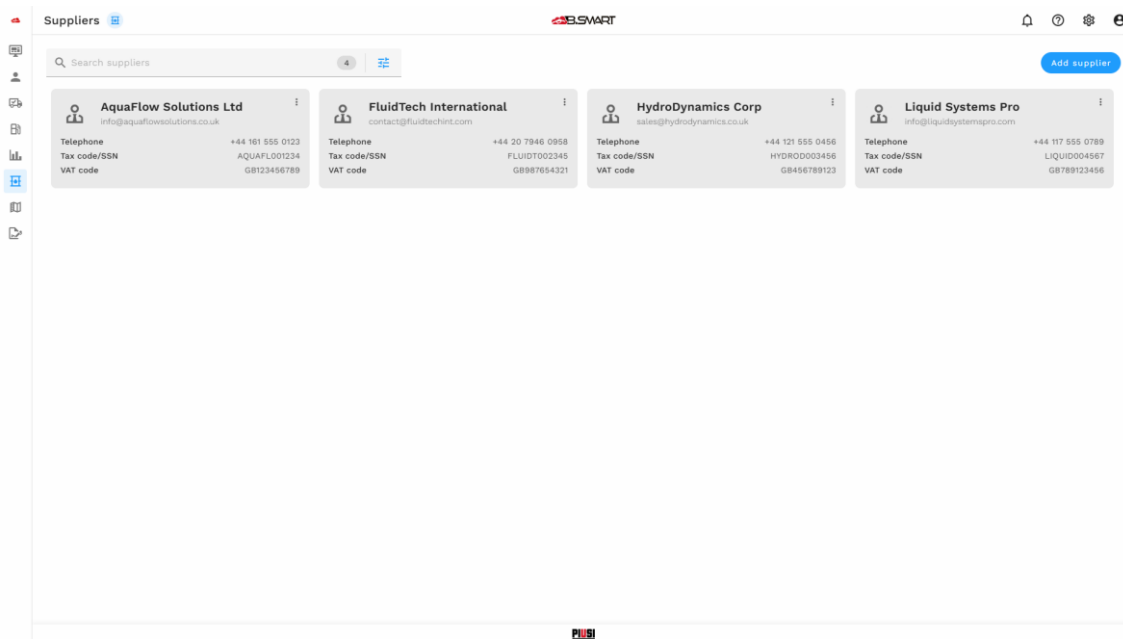 Suppliers
B.SMART
Search suppliers
4
Add supplier
AquaFlow Solutions Ltd
info@aquaflowsolutions.co.uk
Telephone +44 161 555 0123
Tax code/SSN AQUAFL001234
VAT code GB123456789
FluidTech International
contact@fluidtechint.com
Telephone +44 20 7946 0958
Tax code/SSN FLUIDT002345
VAT code GB987654321
HydroDynamics Corp
sales@hydrodynamics.co.uk
Telephone +44 121 555 0456
Tax code/SSN HYDROD003456
VAT code GB456789123
Liquid Systems Pro
info@liquidsystemspro.com
Telephone +44 117 555 0789
Tax code/SSN LIQUID004567
VAT code GB789123456
PIUSI